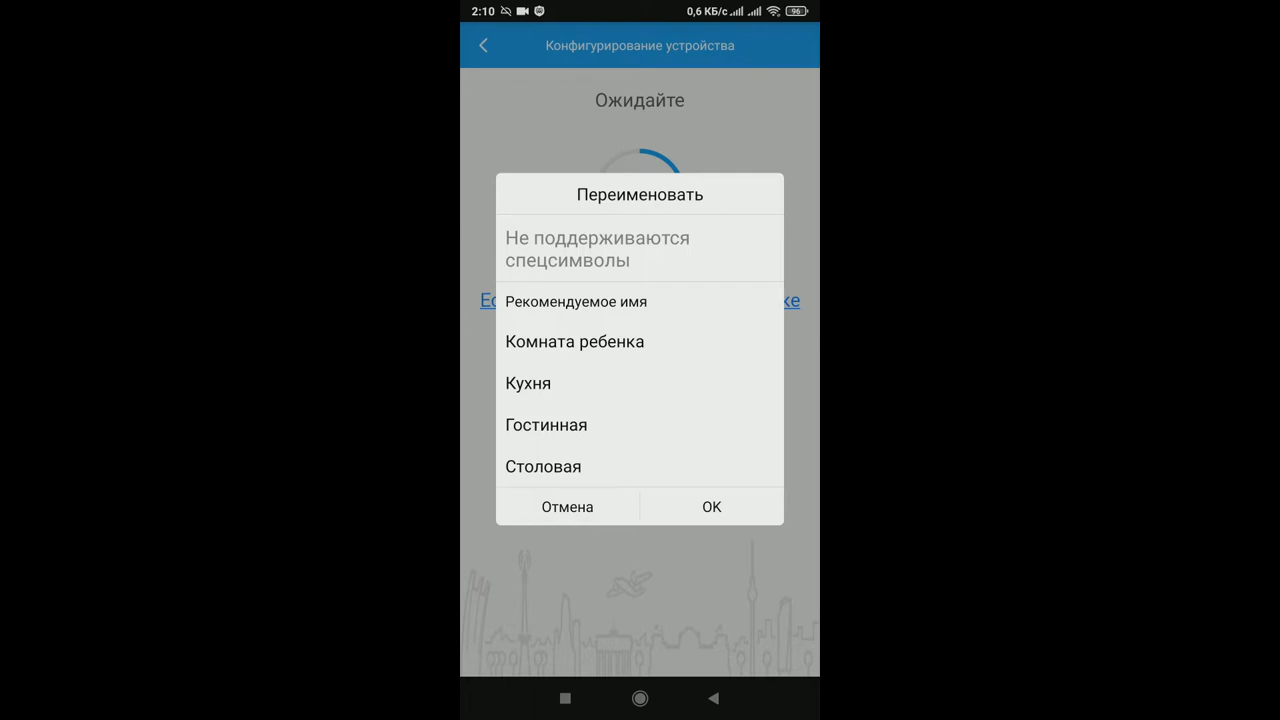 2:10
0,6 КБ/с
96
Конфигурирование устройства
Ожидайте
Переименовать
Не поддерживаются
спецсимволы
Рекомендуемое имя
Комната ребенка
Кухня
Гостинная
Столовая
Отмена
OK